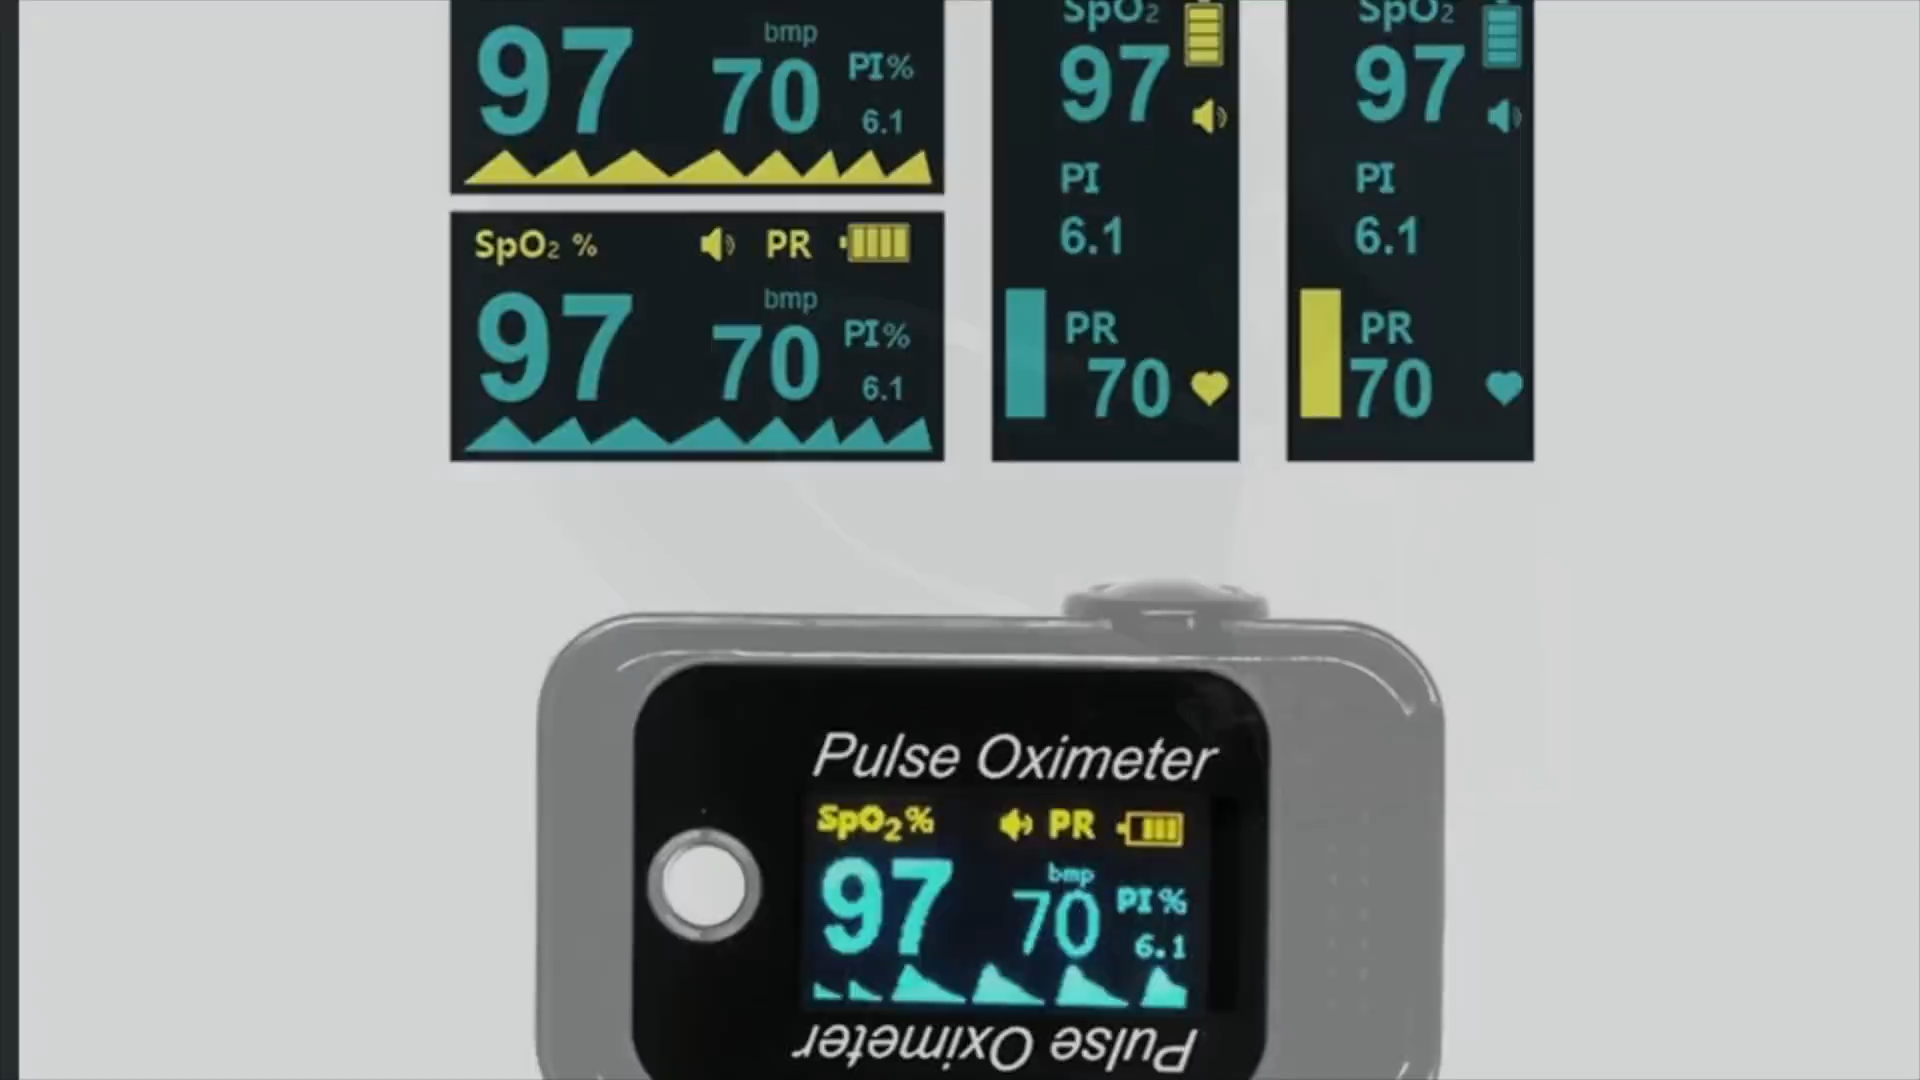 bmp
97 70 PI%
6.1
SpO₂ % PR
bmp
97 70 PI%
6.1
SpO₂
97
PI
6.1
PR
70
SpO₂
97
PI
6.1
PR
70
Pulse Oximeter
SpO₂% PR
bmp
97 70 PI%
6.1
Pulse Oximeter